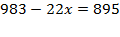 983 − 22x = 895